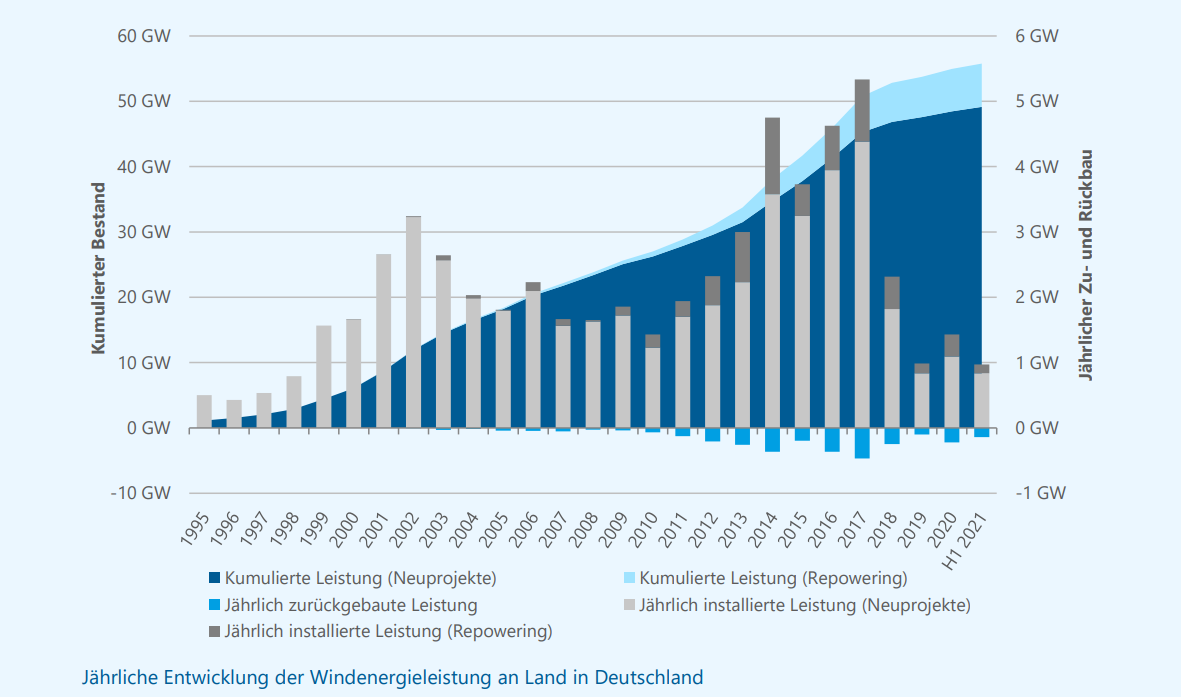 60 GW 6 GW
50 GW 5 GW
40 GW 4 GW
30 GW 3 GW
20 GW 2 GW
10 GW 1 GW
0 GW 0 GW
-10 GW -1 GW
Kumulierter Bestand
Jährlicher Zu- und Rückbau
1995 1996 1997 1998 1999 2000 2001 2002 2003 2004 2005 2006 2007 2008 2009 2010 2011 2012 2013 2014 2015 2016 2017 2018 2019 2020 H1 2021
Kumulierte Leistung (Neuprojekte) Kumulierte Leistung (Repowering)
Jährlich zurückgebaute Leistung Jährlich installierte Leistung (Neuprojekte)
Jährlich installierte Leistung (Repowering)
Jährliche Entwicklung der Windenergieleistung an Land in Deutschland